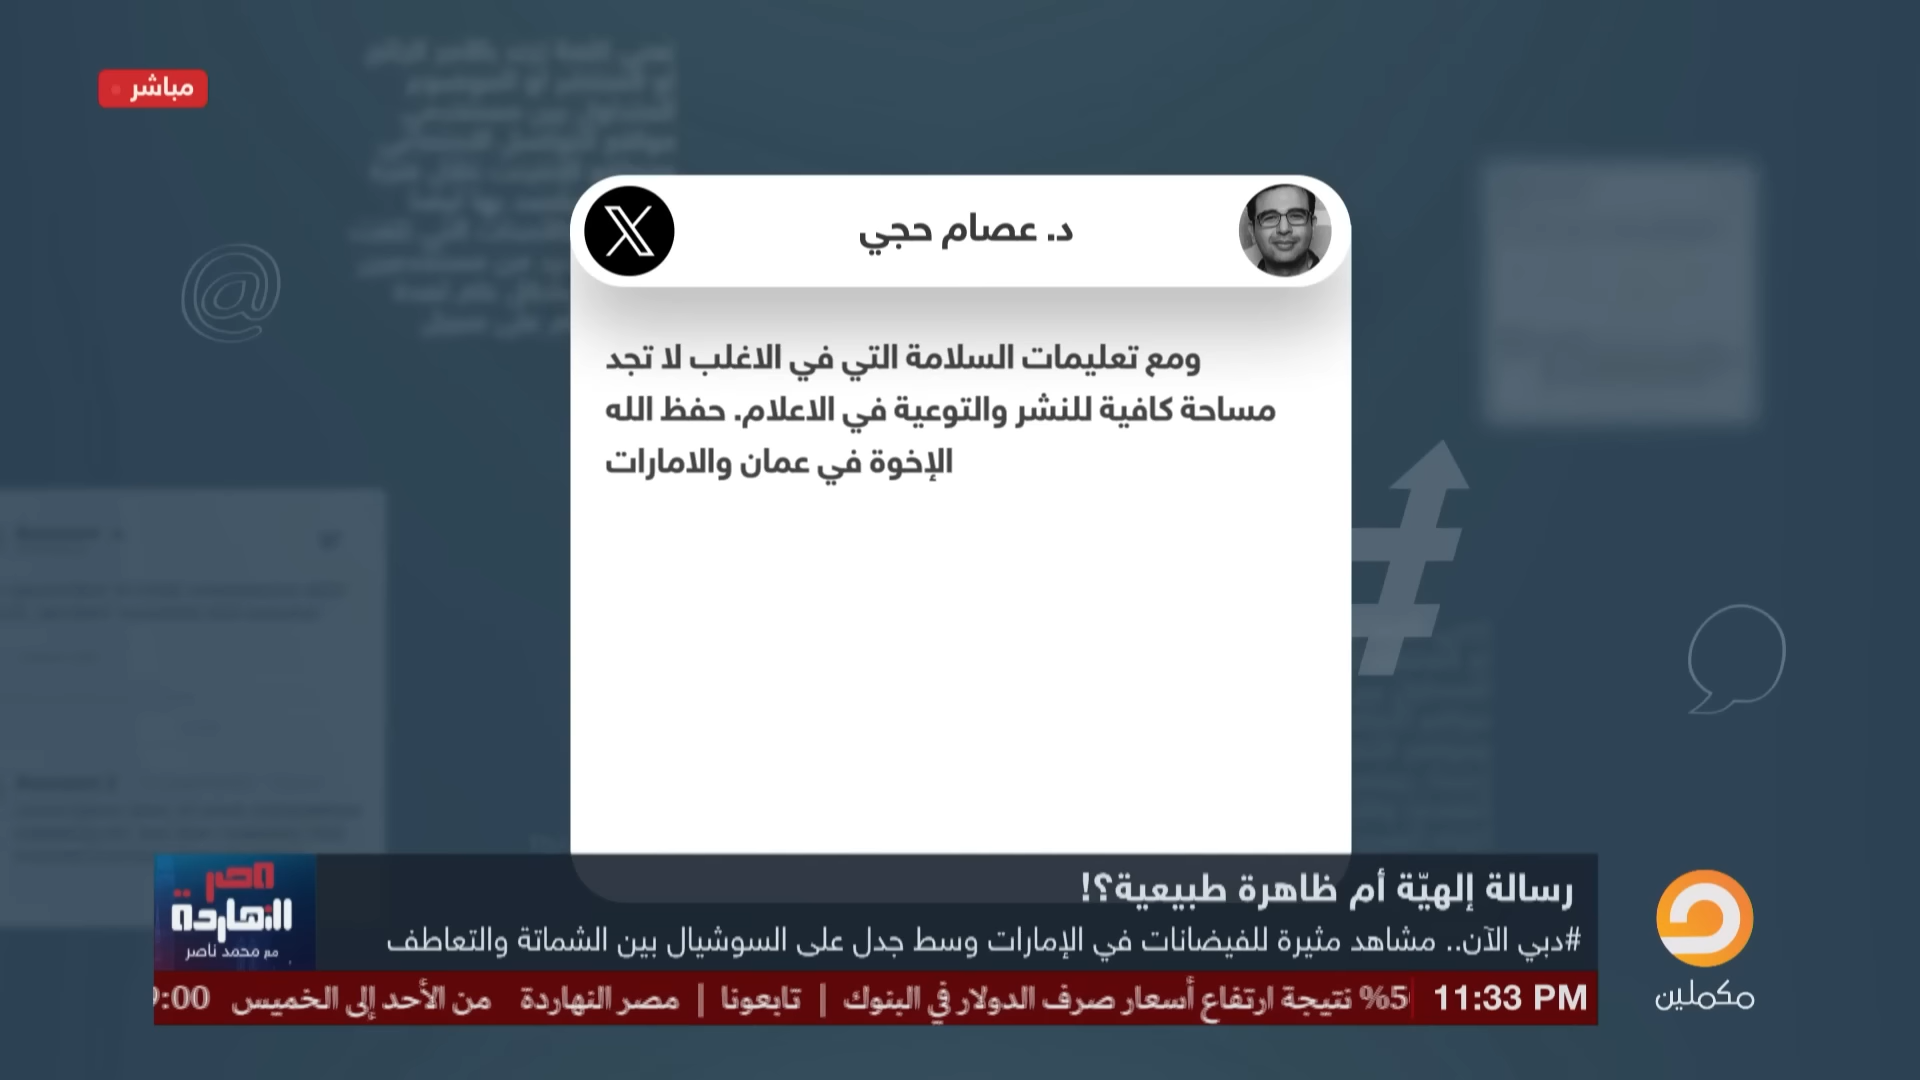 مباشر
د. عصام حجي
ومع تعليمات السلامة التي في الاغلب لا تجد
مساحة كافية للنشر والتوعية في الاعلام. حفظ الله
الإخوة في عمان والامارات
رسالة إلهيّة أم ظاهرة طبيعية؟!
#دبي الآن.. مشاهد مثيرة للفيضانات في الإمارات وسط جدل على السوشيال بين الشماتة والتعاطف
مصر
النهاردة
مع محمد ناصر
11:33 PM
%5 نتيجة ارتفاع أسعار صرف الدولار في البنوك | تابعونا | مصر النهاردة من الأحد إلى الخميس 9:00
مكملين